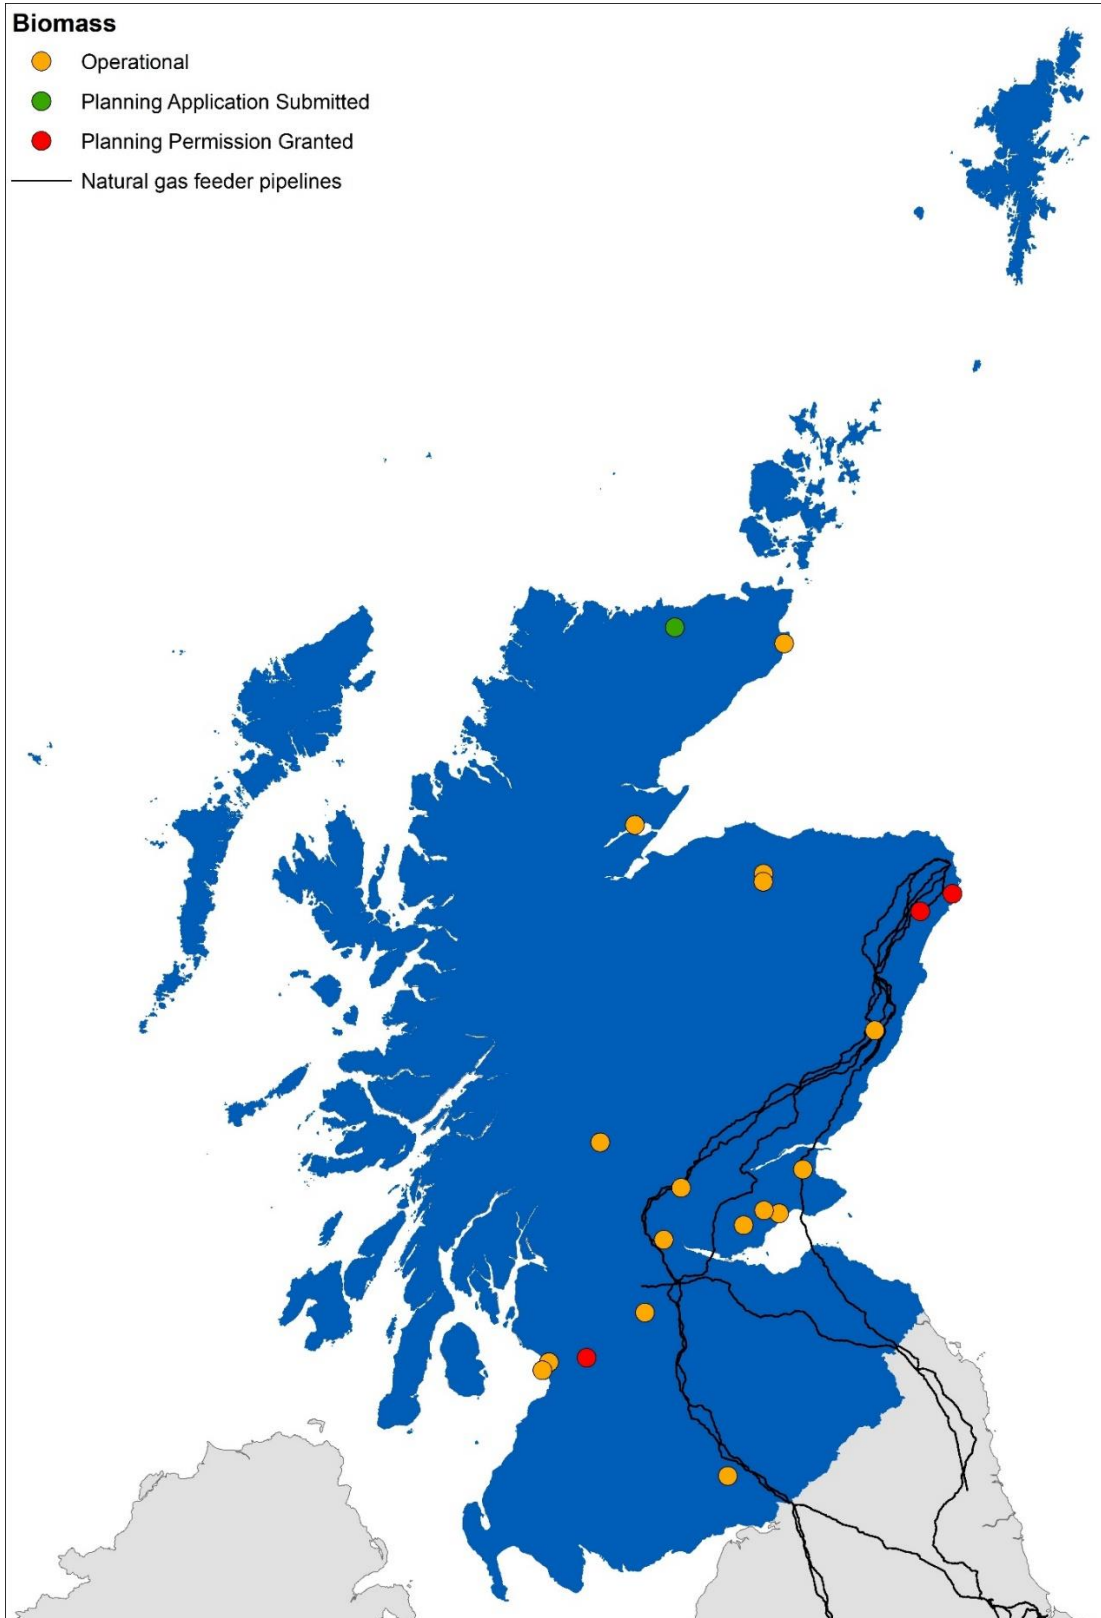 Biomass
Operational
Planning Application Submitted
Planning Permission Granted
Natural gas feeder pipelines